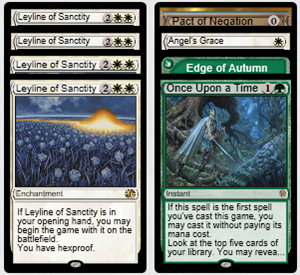 Leyline of Sanctity 2
Leyline of Sanctity 2
Leyline of Sanctity 2
Leyline of Sanctity 2
Enchantment
If Leyline of Sanctity is in
your opening hand, you may
begin the game with it on the
battlefield.
You have hexproof.
Pact of Negation 0
Angel's Grace
Edge of Autumn
Once Upon a Time 1
Instant
If this spell is the first spell
you've cast this game, you
may cast it without paying its
mana cost.
Look at the top five cards of
your library. You may revea...